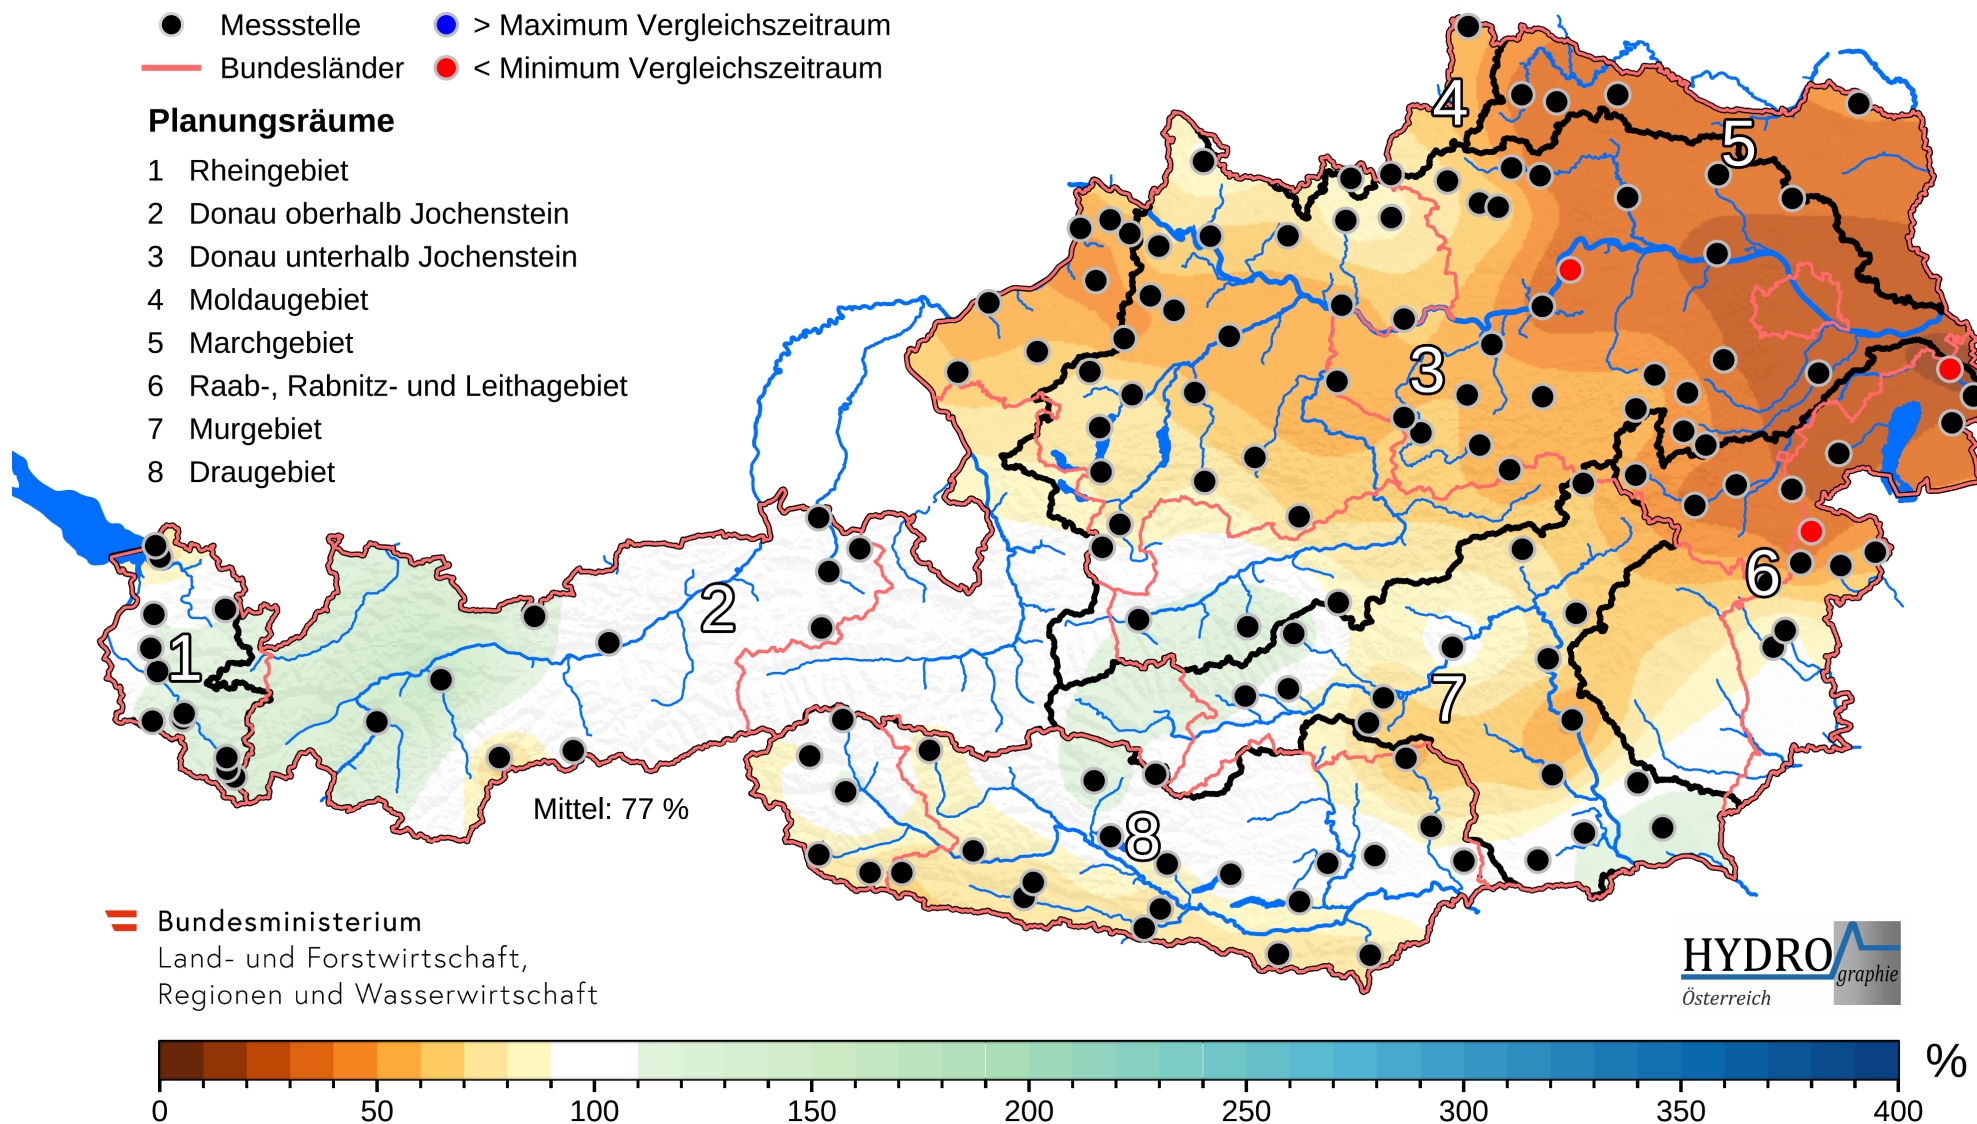 Messstelle
> Maximum Vergleichszeitraum
Bundesländer
< Minimum Vergleichszeitraum
Planungsräume
1 Rheingebiet
2 Donau oberhalb Jochenstein
3 Donau unterhalb Jochenstein
4 Moldaugebiet
5 Marchgebiet
6 Raab-, Rabnitz- und Leithagebiet
7 Murgebiet
8 Draugebiet
4
5
3
6
2
1
7
8
Mittel: 77 %
Bundesministerium
Land- und Forstwirtschaft,
Regionen und Wasserwirtschaft
HYDRO
graphie
Österreich
%
0 50 100 150 200 250 300 350 400